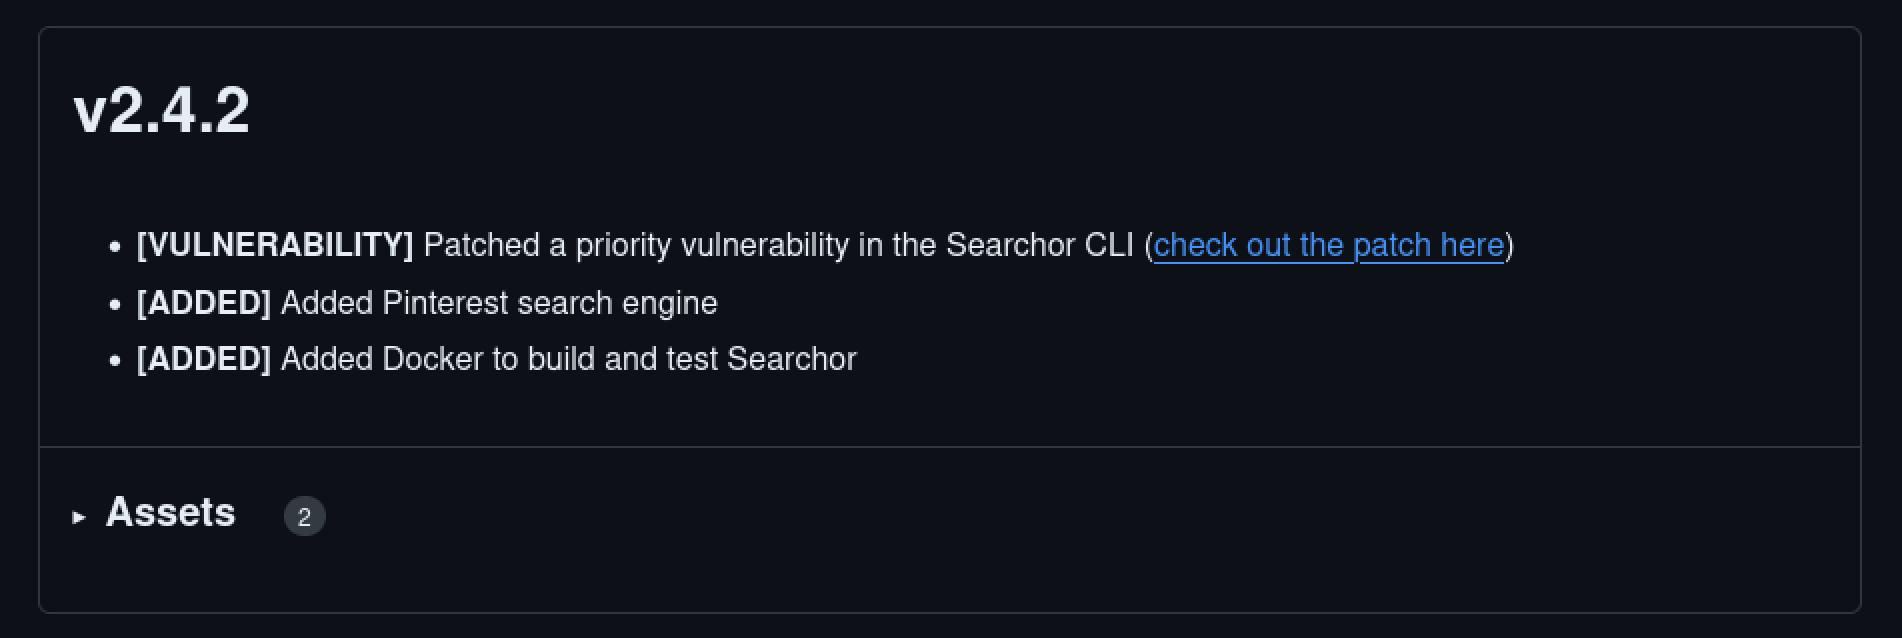 v2.4.2
[VULNERABILITY] Patched a priority vulnerability in the Searchor CLI (check out the patch here)
[ADDED] Added Pinterest search engine
[ADDED] Added Docker to build and test Searchor
Assets 2